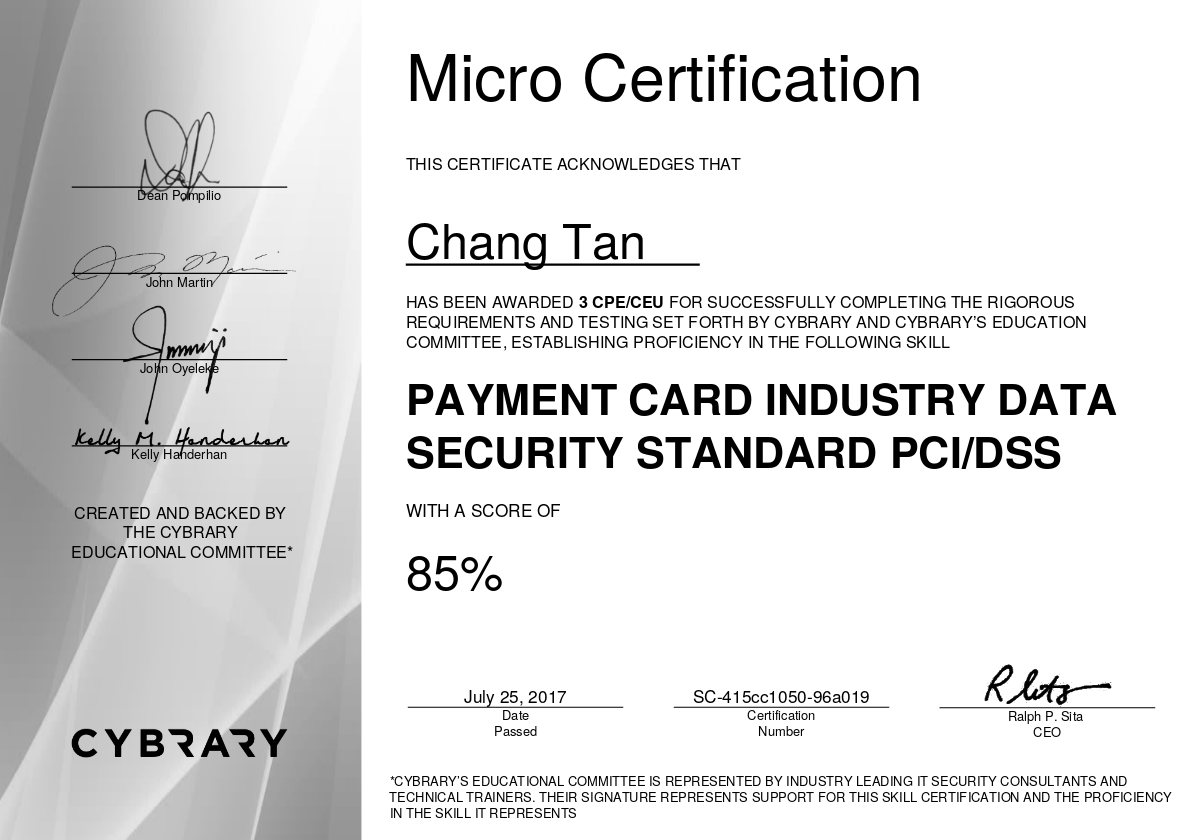 Dean Pompilio
John Martin
John Oyeleke
Kelly M. Handerhan
Kelly Handerhan
CREATED AND BACKED BY
THE CYBRARY
EDUCATIONAL COMMITTEE*
CYBRARY
Micro Certification
THIS CERTIFICATE ACKNOWLEDGES THAT
Chang Tan
HAS BEEN AWARDED 3 CPE/CEU FOR SUCCESSFULLY COMPLETING THE RIGOROUS
REQUIREMENTS AND TESTING SET FORTH BY CYBRARY AND CYBRARY'S EDUCATION
COMMITTEE, ESTABLISHING PROFICIENCY IN THE FOLLOWING SKILL
PAYMENT CARD INDUSTRY DATA
SECURITY STANDARD PCI/DSS
WITH A SCORE OF
85%
July 25, 2017
Date
Passed
SC-415cc1050-96a019
Certification
Number
Ralph P. Sita
CEO
*CYBRARY'S EDUCATIONAL COMMITTEE IS REPRESENTED BY INDUSTRY LEADING IT SECURITY CONSULTANTS AND
TECHNICAL TRAINERS. THEIR SIGNATURE REPRESENTS SUPPORT FOR THIS SKILL CERTIFICATION AND THE PROFICIENCY
IN THE SKILL IT REPRESENTS